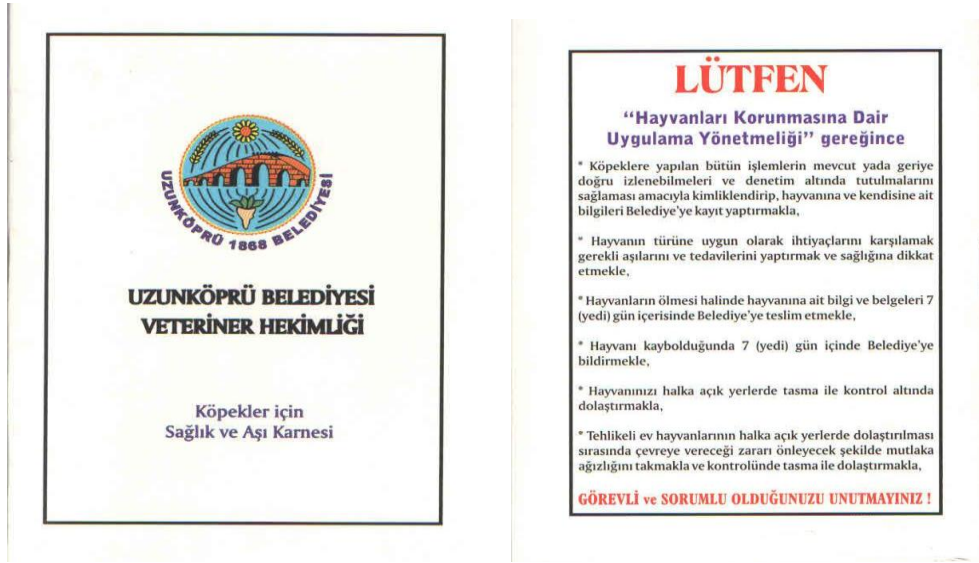 UZUNKÖPRÜ 1868 BELEDİYESİ
UZUNKÖPRÜ BELEDİYESİ
VETERİNER HEKİMLİĞİ
Köpekler için
Sağlık ve Aşı Karnesi
LÜTFEN
“Hayvanları Korunmasına Dair
Uygulama Yönetmeliği” gereğince
* Köpeklere yapılan bütün işlemlerin mevcut yada geriye
doğru izlenebilmeleri ve denetim altında tutulmalarını
sağlaması amacıyla kimliklendirip, hayvanına ve kendisine ait
bilgileri Belediye'ye kayıt yaptırmakla,
* Hayvanın türüne uygun olarak ihtiyaçlarını karşılamak
gerekli aşılarını ve tedavilerini yaptırmak ve sağlığına dikkat
etmekle,
* Hayvanların ölmesi halinde hayvanına ait bilgi ve belgeleri 7
(yedi) gün içerisinde Belediye'ye teslim etmekle,
* Hayvanı kaybolduğunda 7 (yedi) gün içinde Belediye'ye
bildirmekle,
* Hayvanınızı halka açık yerlerde tasma ile kontrol altında
dolaştırmakla,
* Tehlikeli ev hayvanlarının halka açık yerlerde dolaştırılması
sırasında çevreye vereceği zararı önleyecek şekilde mutlaka
ağızlığını takmakla ve kontrolünde tasma ile dolaştırmakla,
GÖREVLİ ve SORUMLU OLDUĞUNUZU UNUTMAYINIZ !